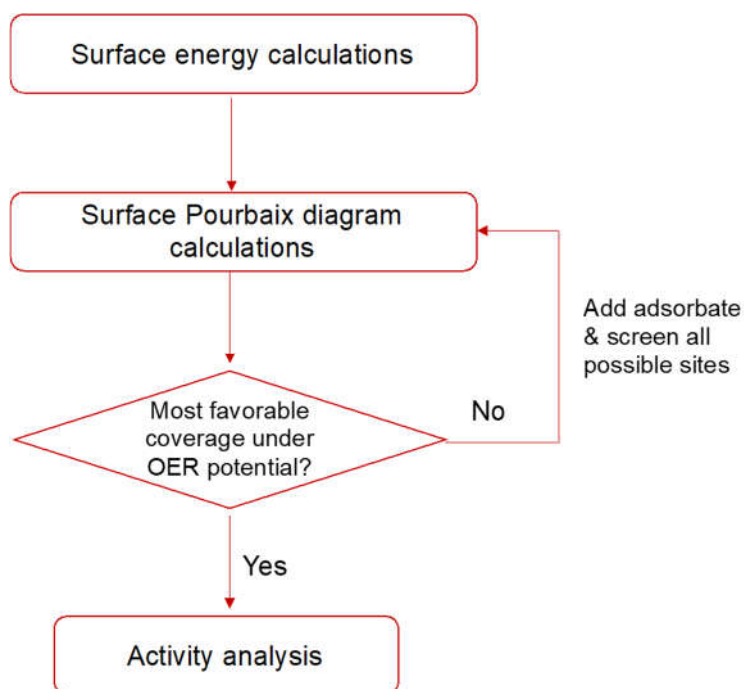 Surface energy calculations
Surface Pourbaix diagram
calculations
Add adsorbate
& screen all
possible sites
Most favorable
coverage under
OER potential?
No
Yes
Activity analysis